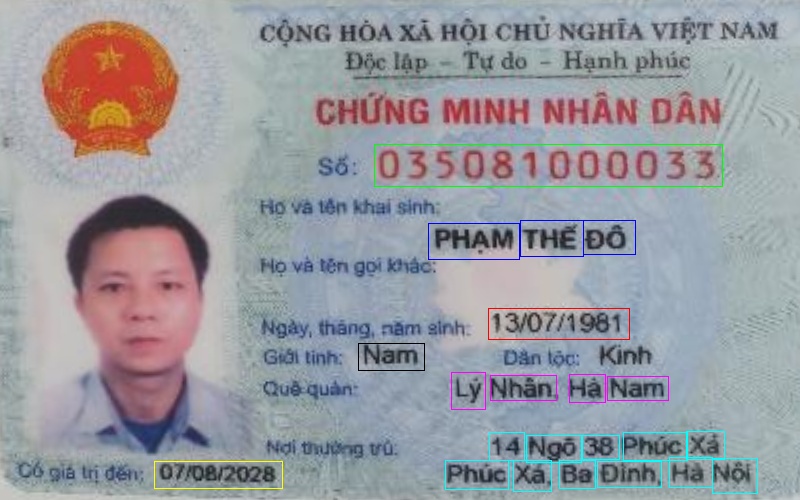 CỘNG HÒA XÃ HỘI CHỦ NGHĨA VIỆT NAM
Độc lập - Tự do - Hạnh phúc
CHỨNG MINH NHÂN DÂN
Số: 035081000033
Họ và tên khai sinh:
PHẠM THẾ ĐÔ
Họ và tên gọi khác:
Ngày, tháng, năm sinh: 13/07/1981
Giới tính: Nam Dân tộc: Kinh
Quê quán: Lý Nhân, Hà Nam
Nơi thường trú: 14 Ngõ 38 Phúc Xá
Phúc Xá, Ba Đình, Hà Nội
Có giá trị đến: 07/08/2028